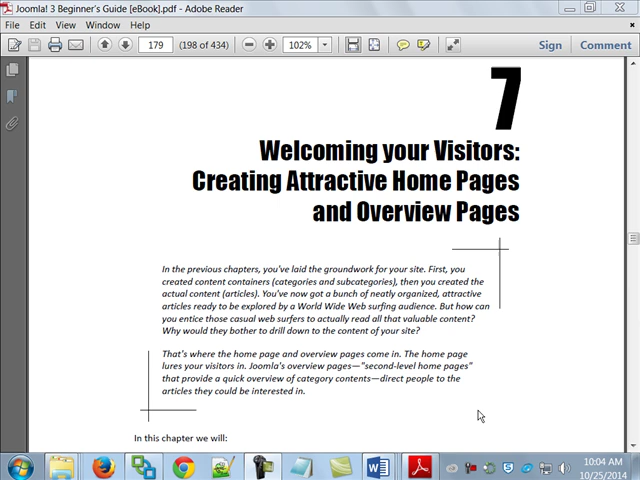 Joomla! 3 Beginner's Guide [eBook].pdf - Adobe Reader
File Edit View Window Help
179 (198 of 434) 102% Sign Comment
7
Welcoming your Visitors:
Creating Attractive Home Pages
and Overview Pages
In the previous chapters, you've laid the groundwork for your site. First, you
created content containers (categories and subcategories), then you created the
actual content (articles). You've now got a bunch of neatly organized, attractive
articles ready to be explored by a World Wide Web surfing audience. But how can
you entice those casual web surfers to actually read all that valuable content?
Why would they bother to drill down to the content of your site?
That's where the home page and overview pages come in. The home page
lures your visitors in. Joomla's overview pages—"second-level home pages"
that provide a quick overview of category contents—direct people to the
articles they could be interested in.
In this chapter we will:
10:04 AM
10/25/2014